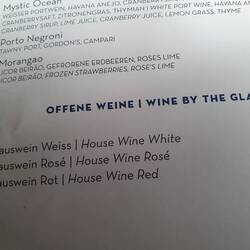 Mystic Ocean
WEISSER PORTWEIN, HAVANA AÑEJO, CRANBERRY
CRANBERRYSAFT, ZITRONENGRAS, THYMIAN | WHITE PORT WINE, HAVANA AN
CRANBERRY SIRUP, LIME JUICE, CRANBERRY JUICE, LEMON GRASS, THYME
Porto Negroni
TAWNY PORT, GORDON'S, CAMPARI
Morangao
LICOR BEIRÃO, GEFRORENE ERDBEEREN, ROSES LIME
LICOR BEIRÃO, FROZEN STRAWBERRIES, ROSE'S LIME
OFFENE WEINE | WINE BY THE GLA
auswein Weiss | House Wine White
auswein Rosé | House Wine Rosé
auswein Rot | House Wine Red